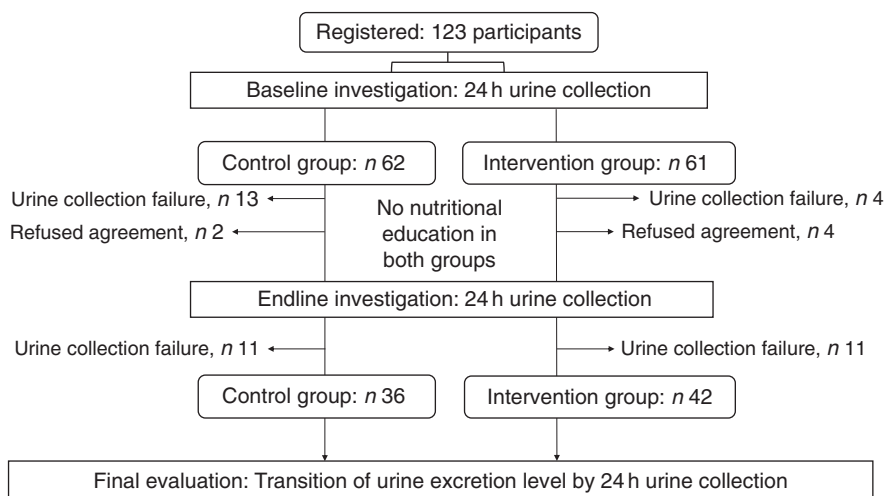 Registered: 123 participants
Baseline investigation: 24 h urine collection
Control group: n 62
Intervention group: n 61
Urine collection failure, n 13
Urine collection failure, n 4
No nutritional
education in
both groups
Refused agreement, n 2
Refused agreement, n 4
Endline investigation: 24 h urine collection
Urine collection failure, n 11
Urine collection failure, n 11
Control group: n 36
Intervention group: n 42
Final evaluation: Transition of urine excretion level by 24 h urine collection